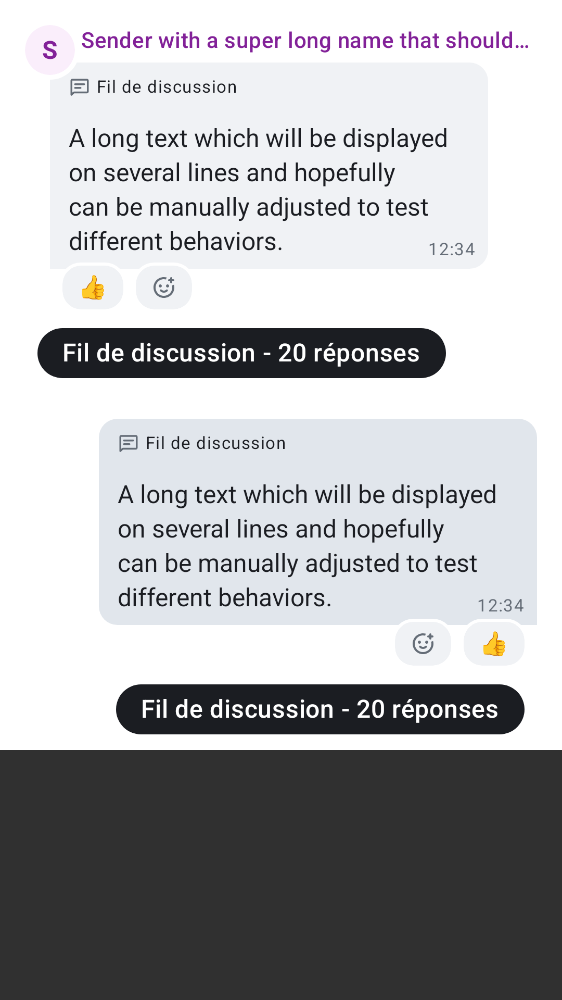 S
Sender with a super long name that should...
Fil de discussion
A long text which will be displayed
on several lines and hopefully
can be manually adjusted to test
different behaviors.
12:34
Fil de discussion - 20 réponses
Fil de discussion
A long text which will be displayed
on several lines and hopefully
can be manually adjusted to test
different behaviors.
12:34
Fil de discussion - 20 réponses